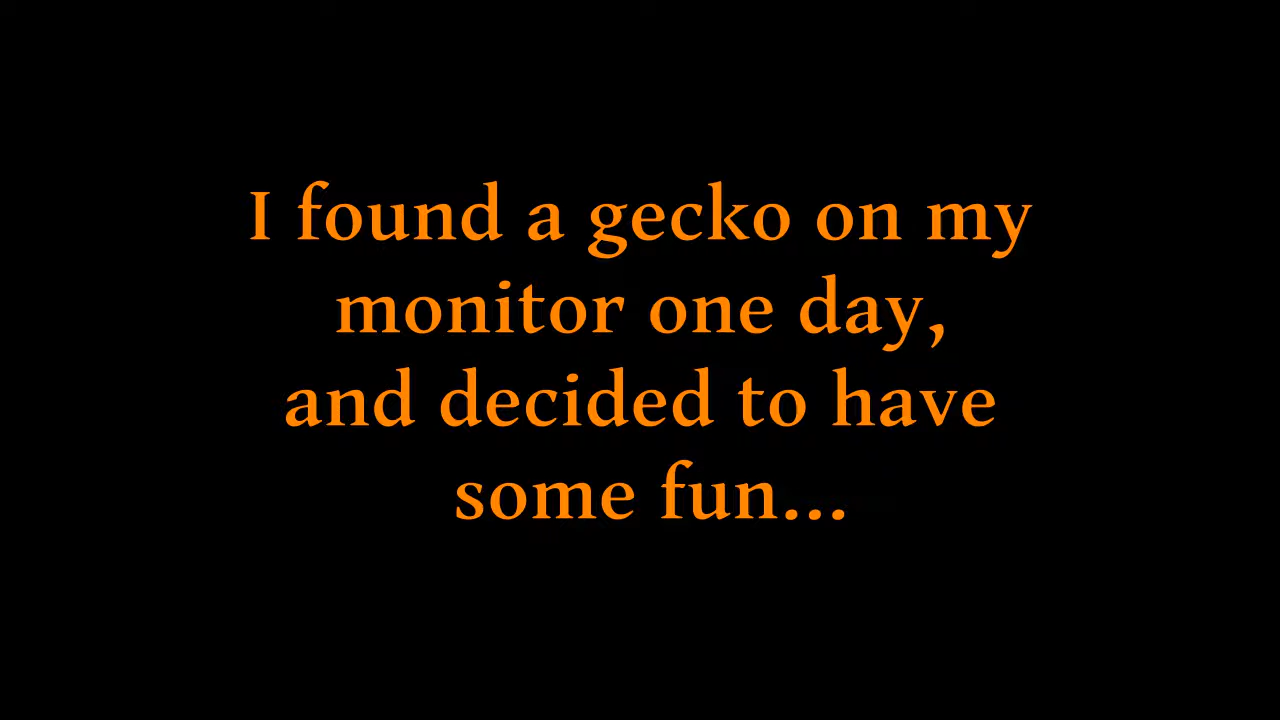 I found a gecko on my
monitor one day,
and decided to have
some fun...